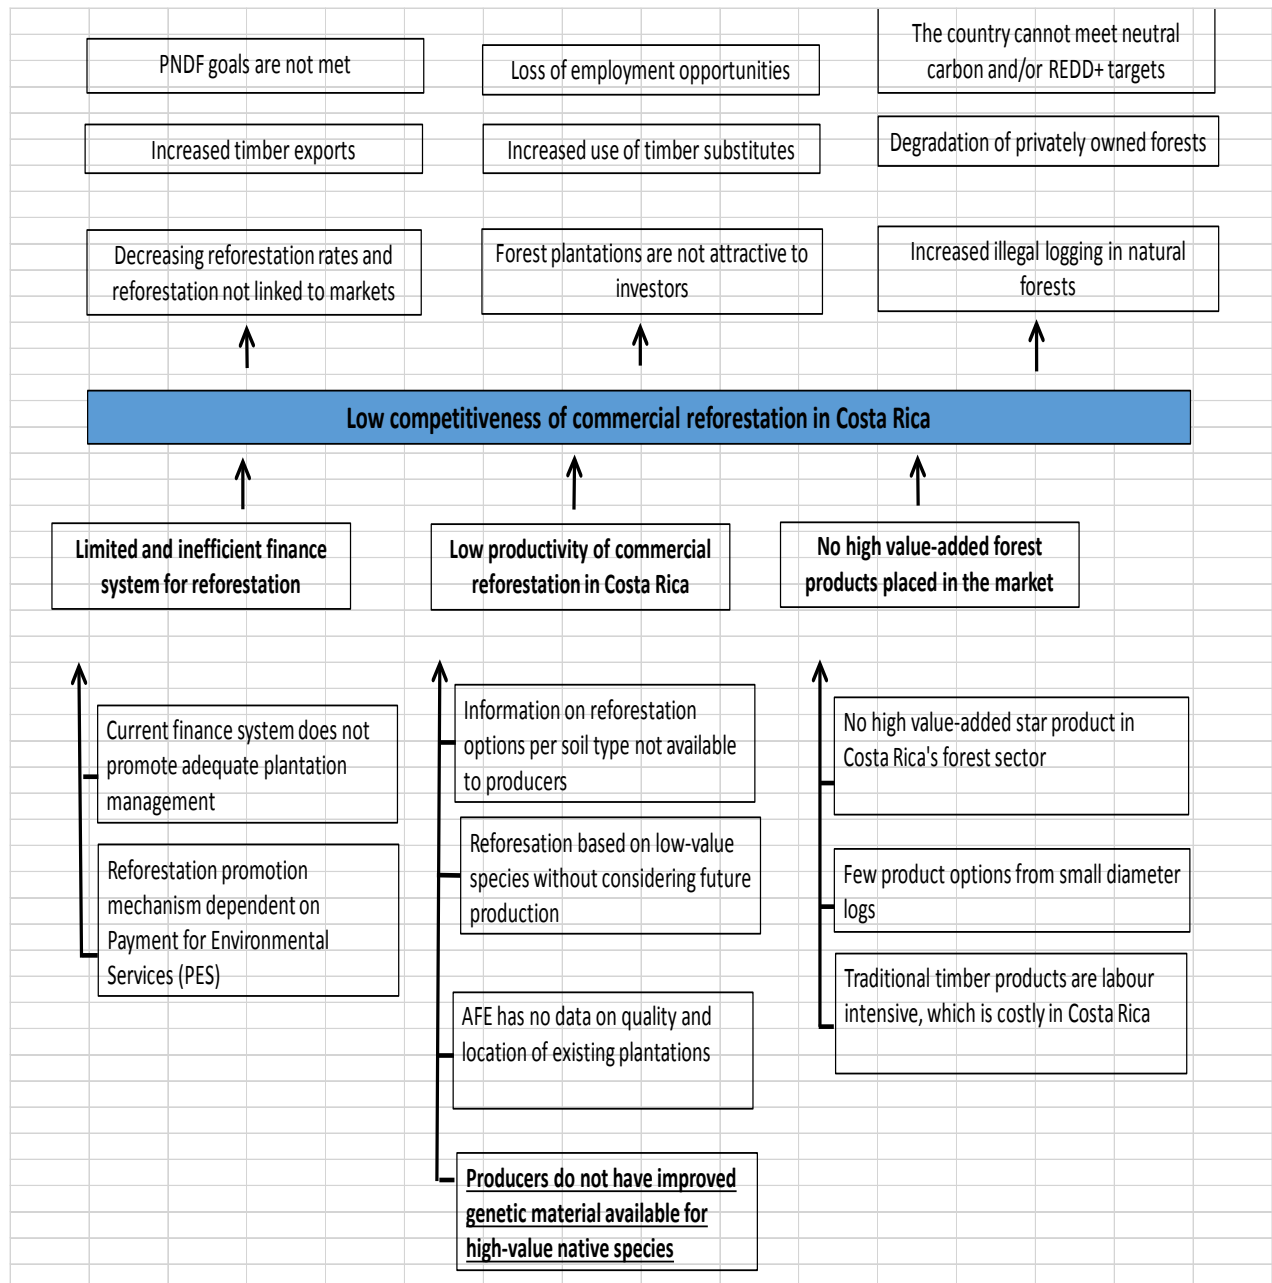 PNDF goals are not met
Loss of employment opportunities
The country cannot meet neutral
carbon and/or REDD+ targets
Increased timber exports
Increased use of timber substitutes
Degradation of privately owned forests
Decreasing reforestation rates and
reforestation not linked to markets
Forest plantations are not attractive to
investors
Increased illegal logging in natural
forests
Low competitiveness of commercial reforestation in Costa Rica
Limited and inefficient finance
system for reforestation
Low productivity of commercial
reforestation in Costa Rica
No high value-added forest
products placed in the market
Current finance system does not
promote adequate plantation
management
Reforestation promotion
mechanism dependent on
Payment for Environmental
Services (PES)
Information on reforestation
options per soil type not available
to producers
Reforesation based on low-value
species without considering future
production
AFE has no data on quality and
location of existing plantations
Producers do not have improved
genetic material available for
high-value native species
No high value-added star product in
Costa Rica's forest sector
Few product options from small diameter
logs
Traditional timber products are labour
intensive, which is costly in Costa Rica